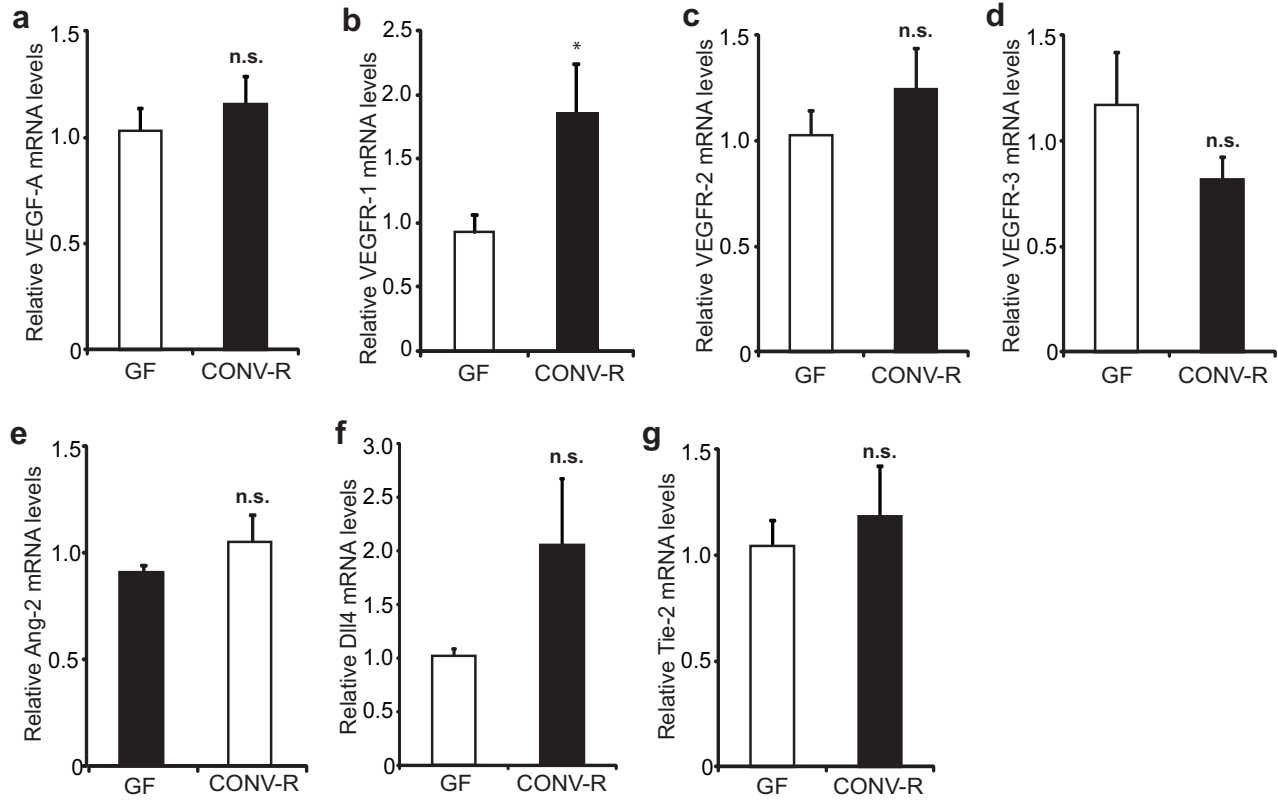 a
Relative VEGF-A mRNA levels
1.5
1.0
0.5
0
n.s.
GF CONV-R
b
Relative VEGFR-1 mRNA levels
2.5
2.0
1.5
1.0
0.5
0
*
GF CONV-R
c
Relative VEGFR-2 mRNA levels
1.5
1.0
0.5
0
n.s.
GF CONV-R
d
Relative VEGFR-3 mRNA levels
1.5
1.0
0.5
0
n.s.
GF CONV-R
e
Relative Ang-2 mRNA levels
1.5
1.0
0.5
0
n.s.
GF CONV-R
f
Relative Dll4 mRNA levels
3.0
2.5
2.0
1.5
1.0
0.5
0
n.s.
GF CONV-R
g
Relative Tie-2 mRNA levels
1.5
1.0
0.5
0
n.s.
GF CONV-R